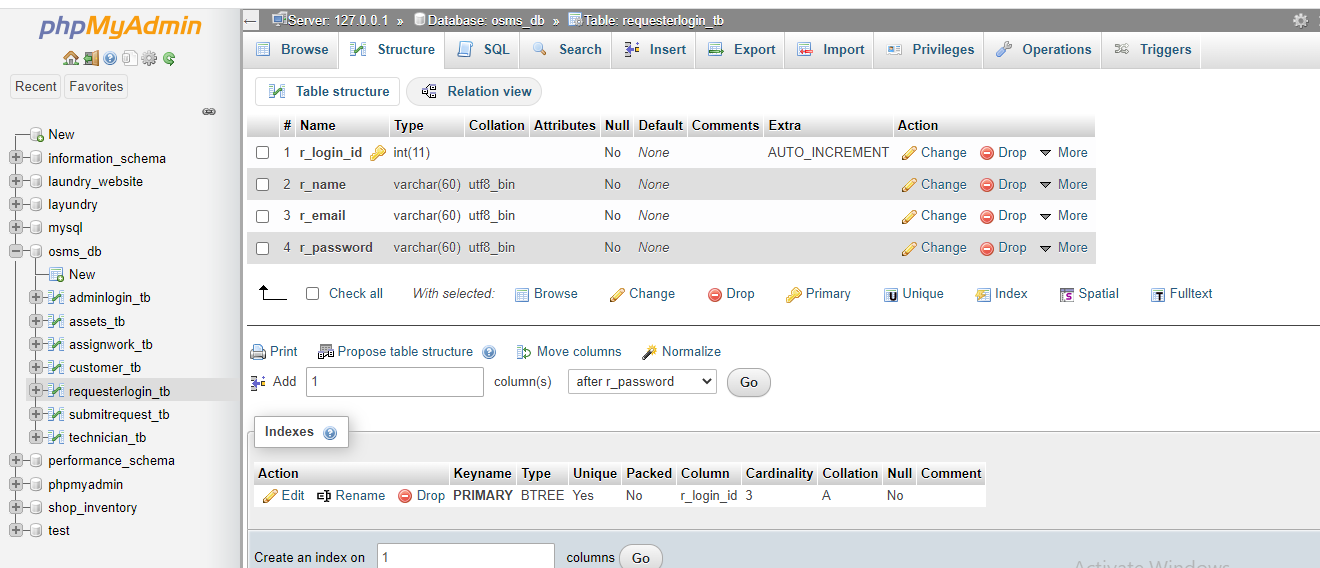 phpMyAdmin
Recent Favorites
New
information_schema
laundry_website
layundry
mysql
osms_db
New
adminlogin_tb
assets_tb
assignwork_tb
customer_tb
requesterlogin_tb
submitrequest_tb
technician_tb
performance_schema
phpmyadmin
shop_inventory
test
Server: 127.0.0.1 » Database: osms_db » Table: requesterlogin_tb
Browse Structure SQL Search Insert Export Import Privileges Operations Triggers
Table structure Relation view
# Name Type Collation Attributes Null Default Comments Extra Action
1 r_login_id int(11) No None AUTO_INCREMENT Change Drop More
2 r_name varchar(60) utf8_bin No None Change Drop More
3 r_email varchar(60) utf8_bin No None Change Drop More
4 r_password varchar(60) utf8_bin No None Change Drop More
Check all With selected: Browse Change Drop Primary Unique Index Spatial Fulltext
Print Propose table structure Move columns Normalize
Add 1 column(s) after r_password Go
Indexes
Action Keyname Type Unique Packed Column Cardinality Collation Null Comment
Edit Rename Drop PRIMARY BTREE Yes No r_login_id 3 A No
Create an index on 1 columns Go
Activate Windows